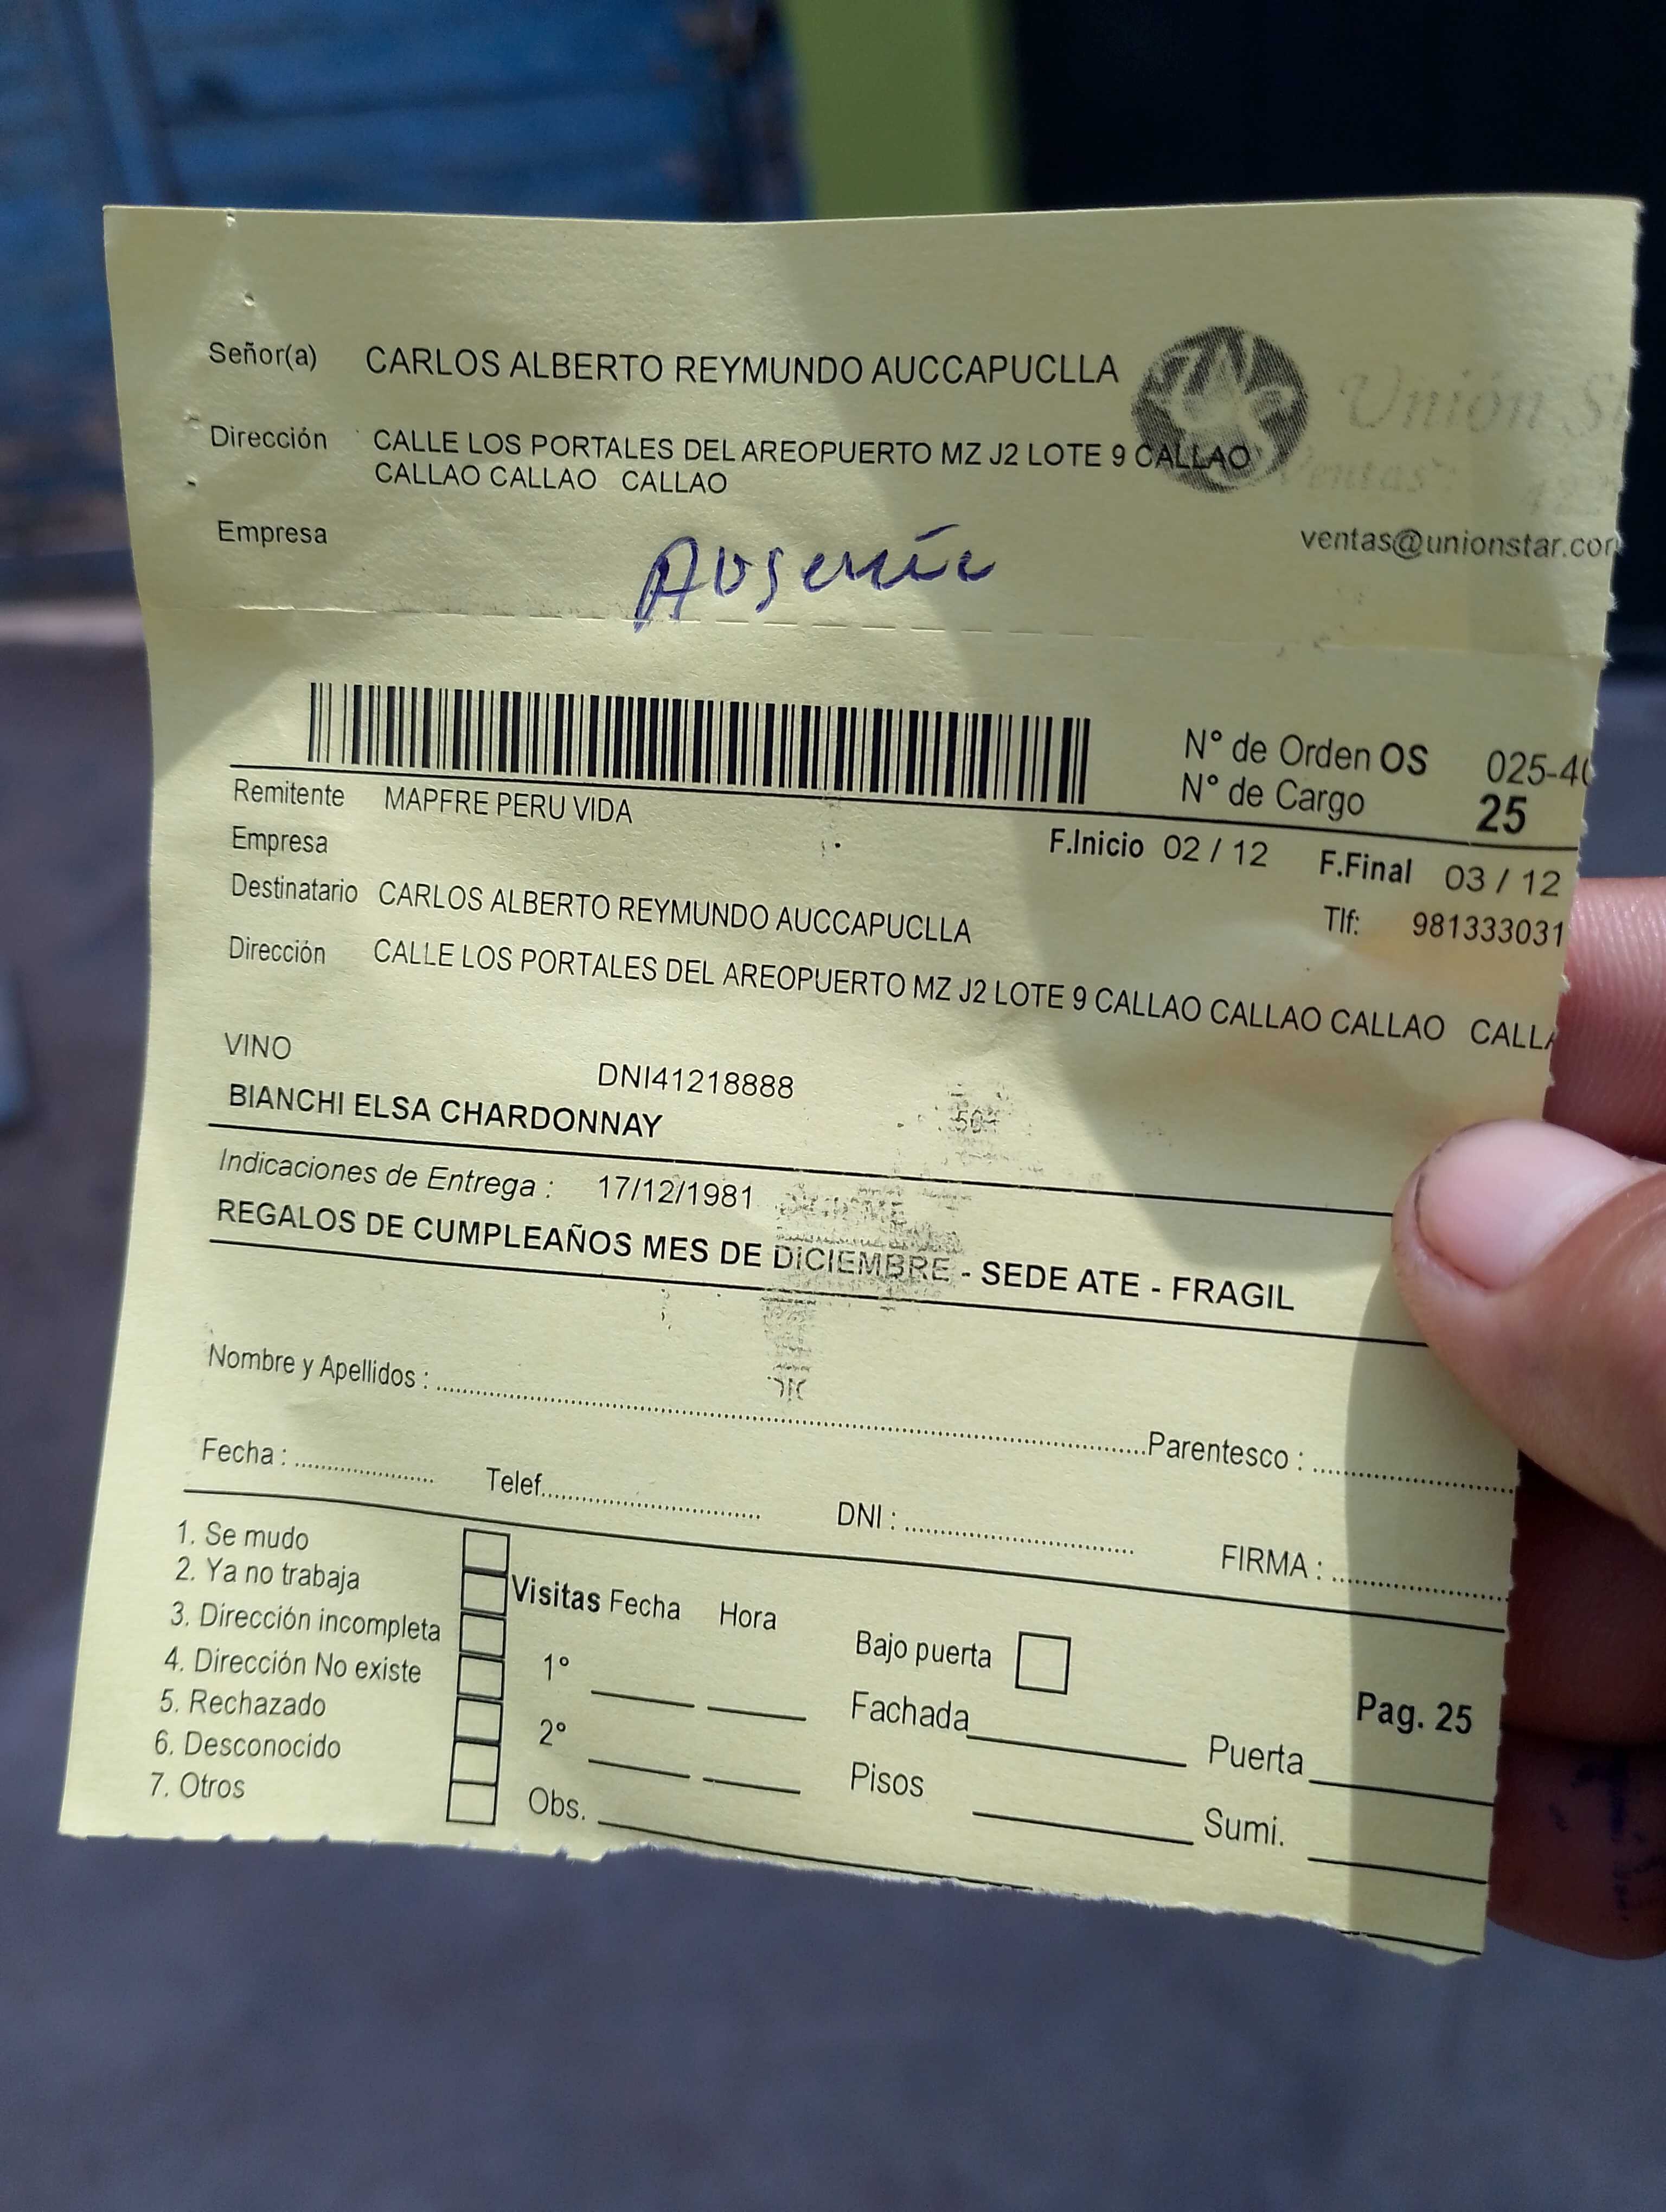 Señor(a) CARLOS ALBERTO REYMUNDO AUCCAPUCLLA
Unión
Dirección CALLE LOS PORTALES DEL AREOPUERTO MZ J2 LOTE 9 CALLAO
CALLAO CALLAO CALLAO
Ventas:
Empresa
ventas@unionstar.com
Ausente
N° de Orden OS 025-40
N° de Cargo 25
Remitente MAPFRE PERU VIDA
Empresa
F.Inicio 02 / 12 F.Final 03 / 12
Destinatario CARLOS ALBERTO REYMUNDO AUCCAPUCLLA
Tlf: 981333031
Dirección CALLE LOS PORTALES DEL AREOPUERTO MZ J2 LOTE 9 CALLAO CALLAO CALLAO CALLA
VINO
DNI41218888
BIANCHI ELSA CHARDONNAY
Indicaciones de Entrega : 17/12/1981
REGALOS DE CUMPLEAÑOS MES DE DICIEMBRE - SEDE ATE - FRAGIL
Nombre y Apellidos : Parentesco :
Fecha : Telef. DNI : FIRMA :
1. Se mudo
2. Ya no trabaja
3. Dirección incompleta
4. Dirección No existe
5. Rechazado
6. Desconocido
7. Otros
Visitas Fecha Hora
1°
2°
Obs.
Bajo puerta
Fachada
Puerta
Pisos
Sumi.
Pag. 25